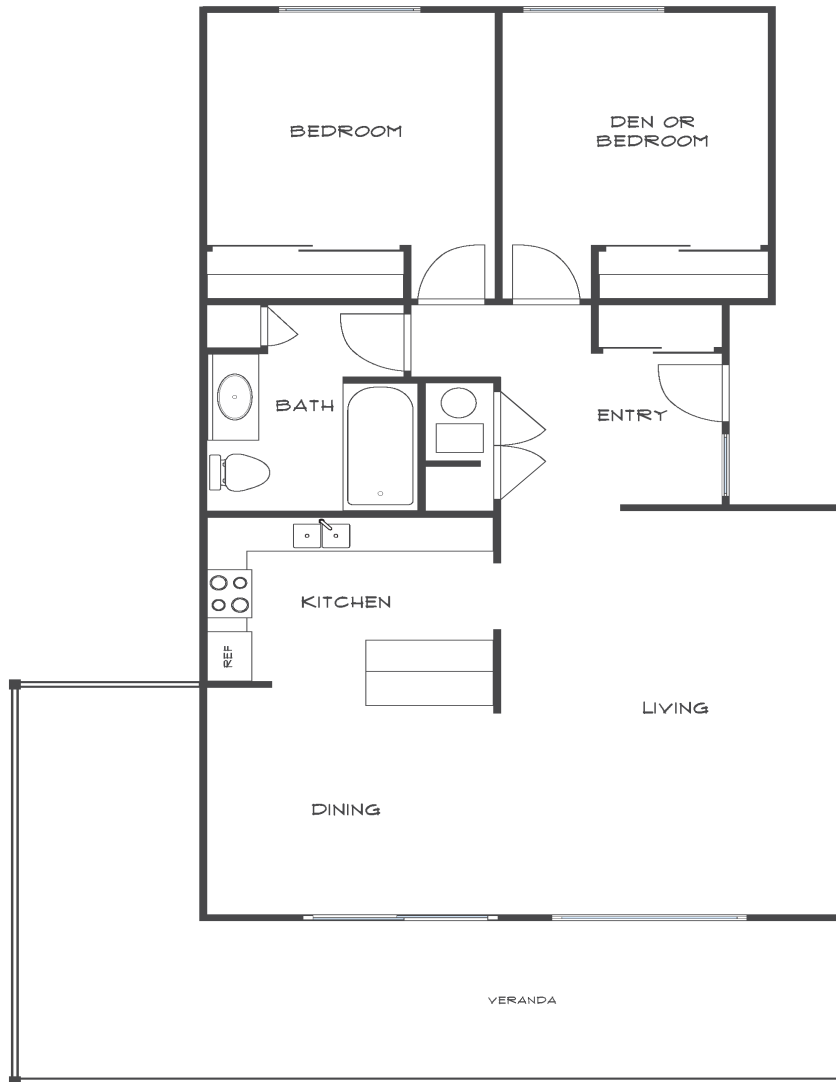 BEDROOM
DEN OR
BEDROOM
BATH
ENTRY
KITCHEN
REF
LIVING
DINING
VERANDA